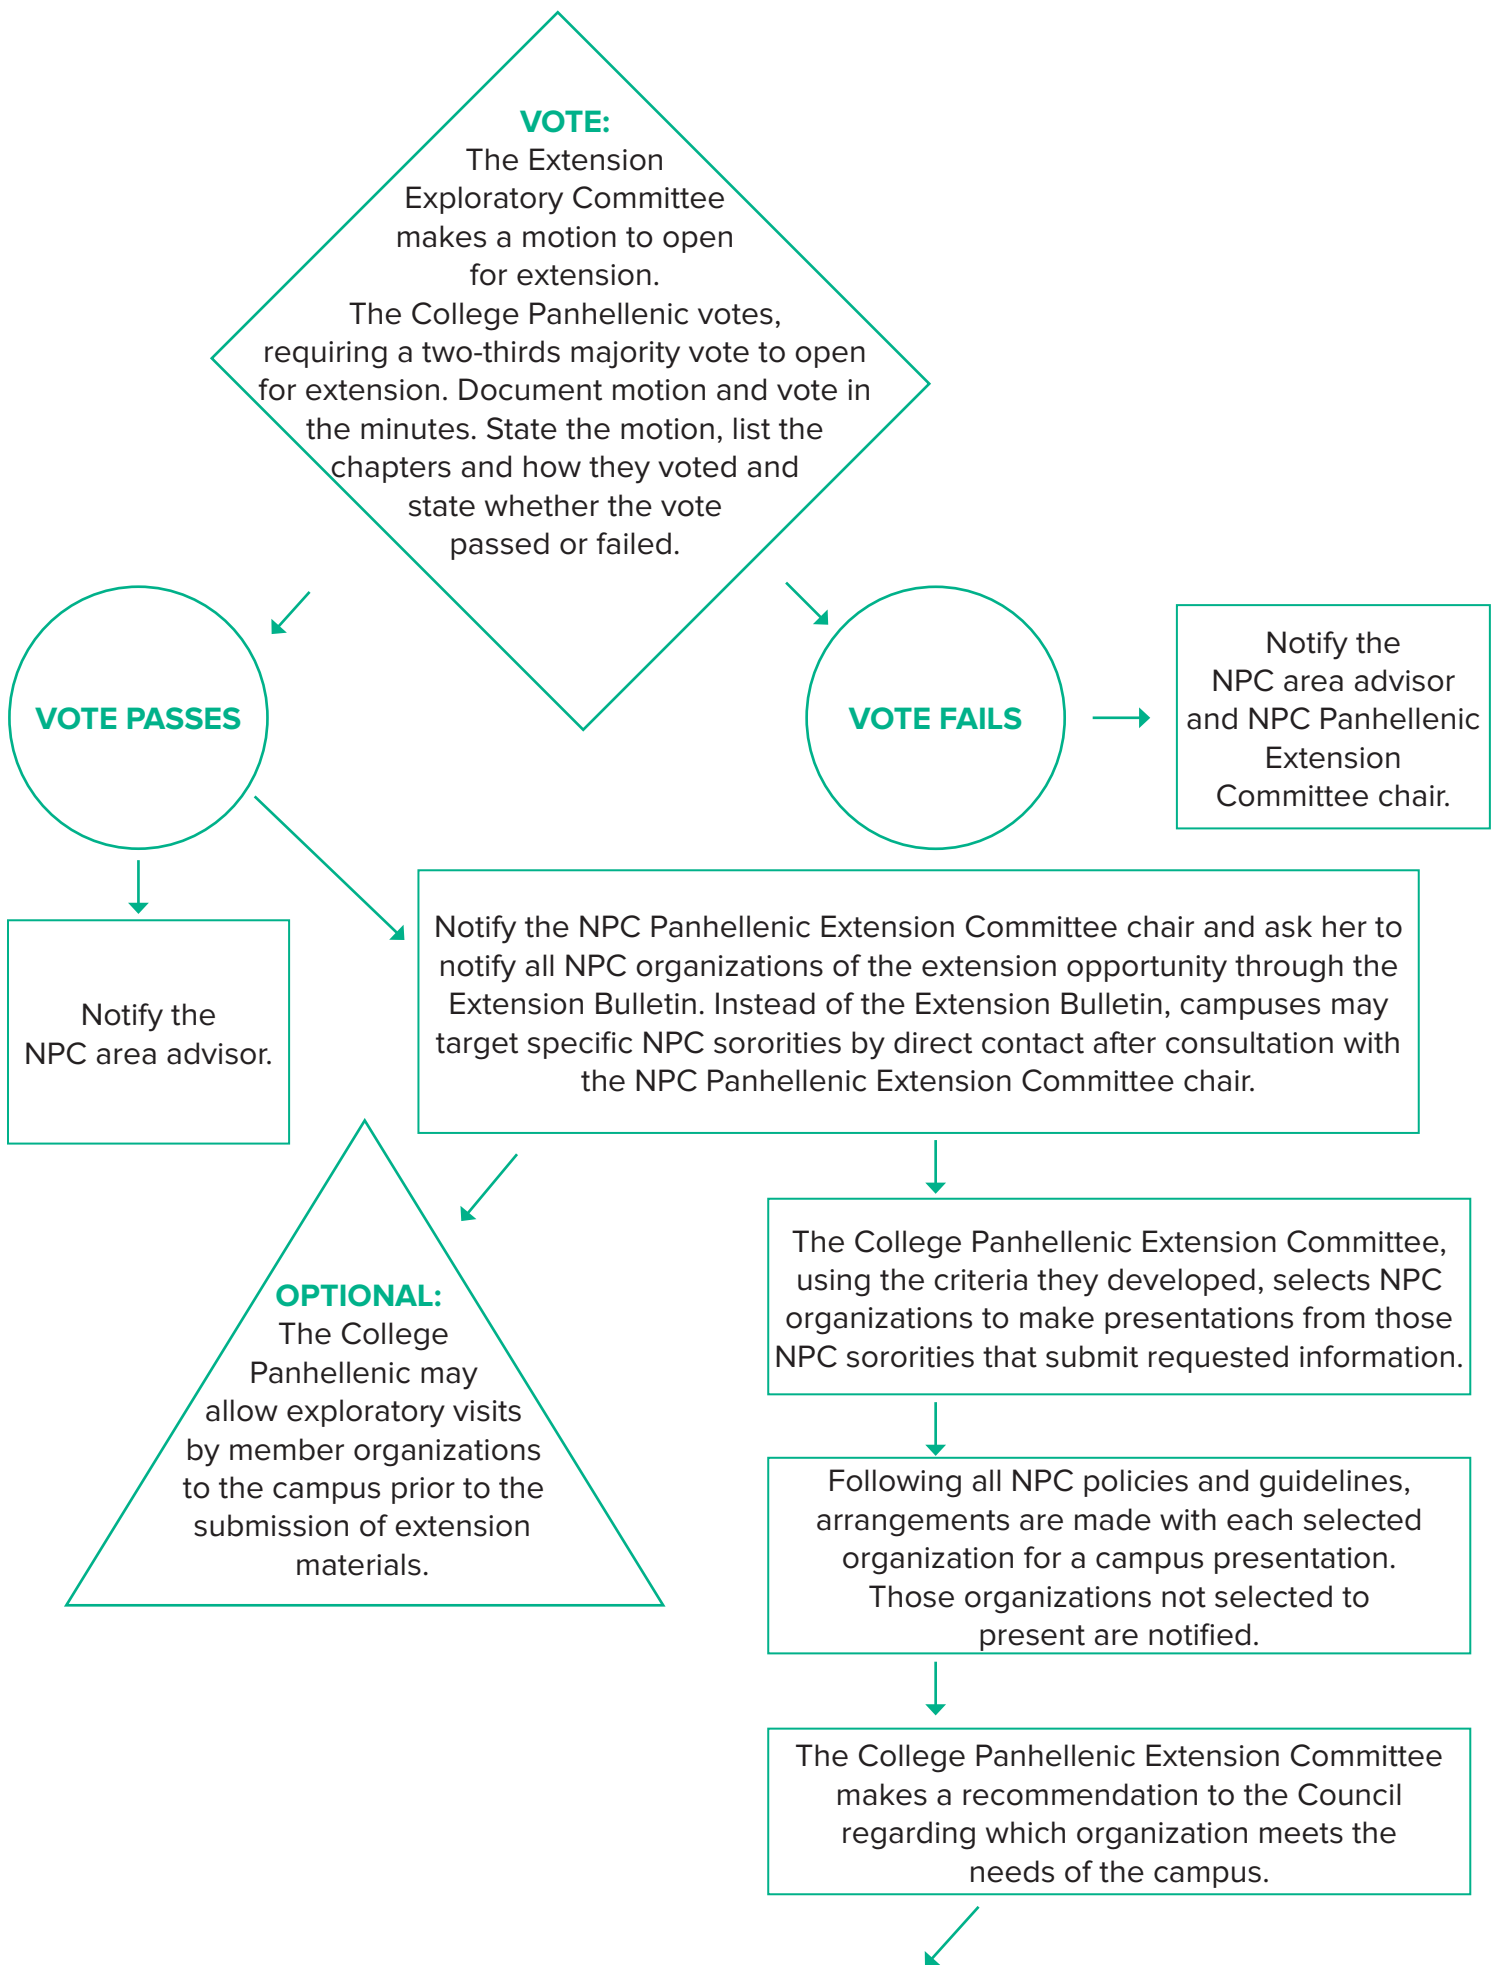 VOTE:
The Extension
Exploratory Committee
makes a motion to open
for extension.
The College Panhellenic votes,
requiring a two-thirds majority vote to open
for extension. Document motion and vote in
the minutes. State the motion, list the
chapters and how they voted and
state whether the vote
passed or failed.
VOTE PASSES
VOTE FAILS
Notify the
NPC area advisor
and NPC Panhellenic
Extension
Committee chair.
Notify the
NPC area advisor.
Notify the NPC Panhellenic Extension Committee chair and ask her to
notify all NPC organizations of the extension opportunity through the
Extension Bulletin. Instead of the Extension Bulletin, campuses may
target specific NPC sororities by direct contact after consultation with
the NPC Panhellenic Extension Committee chair.
OPTIONAL:
The College
Panhellenic may
allow exploratory visits
by member organizations
to the campus prior to the
submission of extension
materials.
The College Panhellenic Extension Committee,
using the criteria they developed, selects NPC
organizations to make presentations from those
NPC sororities that submit requested information.
Following all NPC policies and guidelines,
arrangements are made with each selected
organization for a campus presentation.
Those organizations not selected to
present are notified.
The College Panhellenic Extension Committee
makes a recommendation to the Council
regarding which organization meets the
needs of the campus.